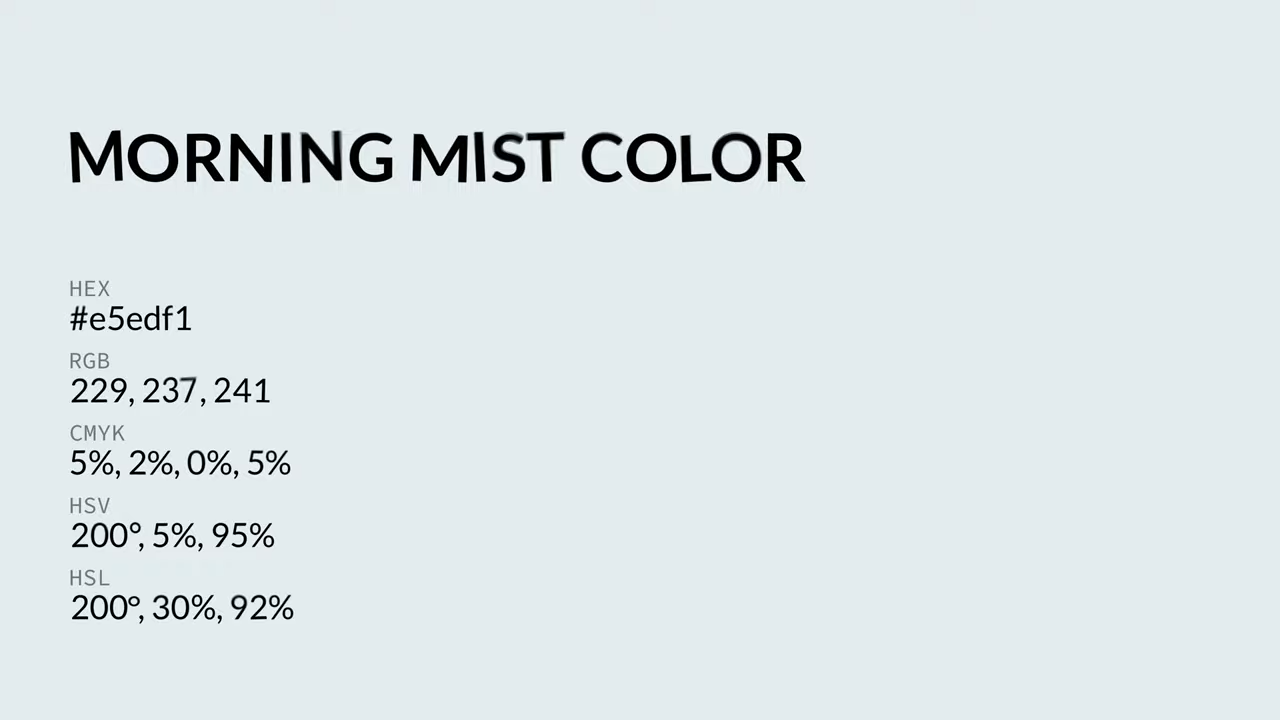 MORNING MIST COLOR
HEX
#e5edf1
RGB
229, 237, 241
CMYK
5%, 2%, 0%, 5%
HSV
200°, 5%, 95%
HSL
200°, 30%, 92%